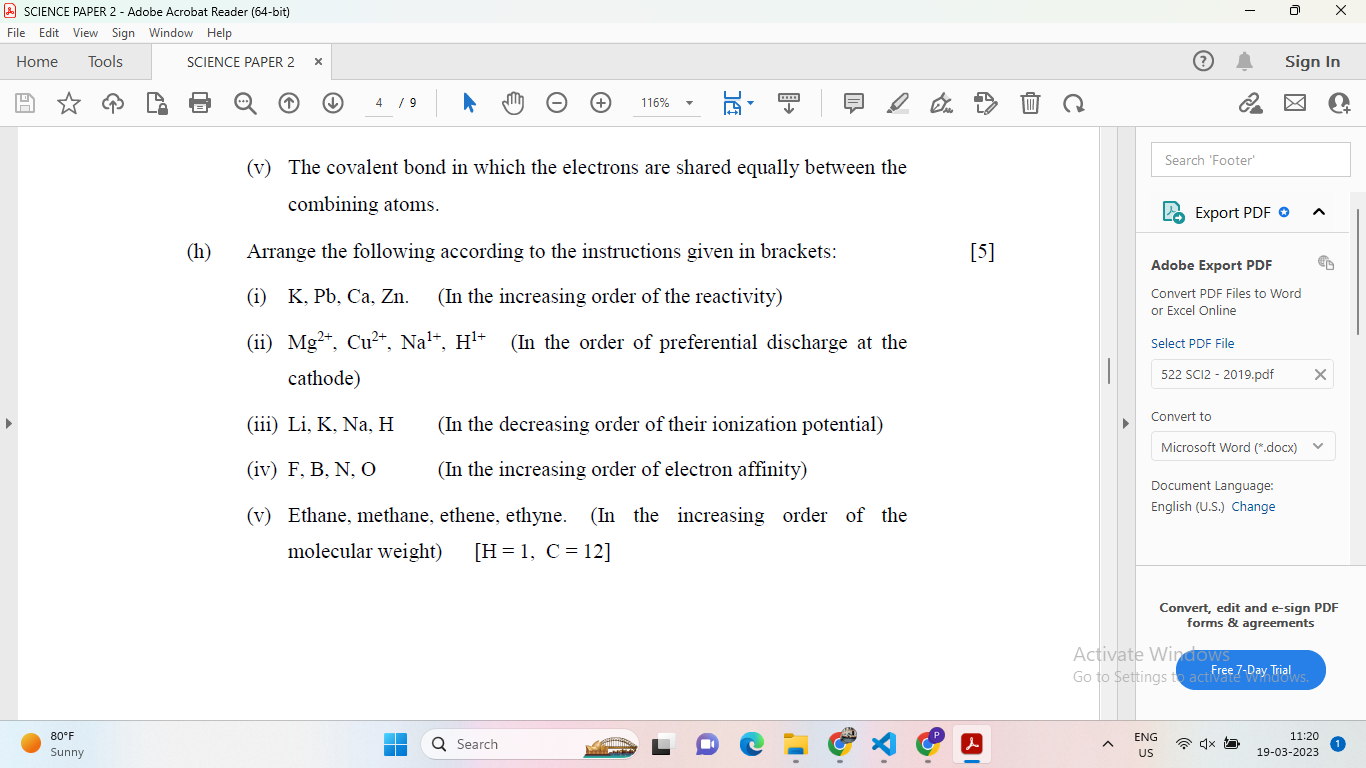 SCIENCE PAPER 2 - Adobe Acrobat Reader (64-bit)
File Edit View Sign Window Help
Home Tools SCIENCE PAPER 2 × Sign In
4 / 9 116%
(v) The covalent bond in which the electrons are shared equally between the
combining atoms.
(h) Arrange the following according to the instructions given in brackets: [5]
(i) K, Pb, Ca, Zn. (In the increasing order of the reactivity)
(ii) Mg²⁺, Cu²⁺, Na¹⁺, H¹⁺ (In the order of preferential discharge at the
cathode)
(iii) Li, K, Na, H (In the decreasing order of their ionization potential)
(iv) F, B, N, O (In the increasing order of electron affinity)
(v) Ethane, methane, ethene, ethyne. (In the increasing order of the
molecular weight) [H = 1, C = 12]
Search 'Footer'
Export PDF
Adobe Export PDF
Convert PDF Files to Word
or Excel Online
Select PDF File
522 SCI2 - 2019.pdf
Convert to
Microsoft Word (*.docx)
Document Language:
English (U.S.) Change
Convert, edit and e-sign PDF
forms & agreements
Free 7-Day Trial
Activate Windows
Go to Settings to activate Windows.
80°F
Sunny
Search
P
ENG
US
11:20
19-03-2023
1